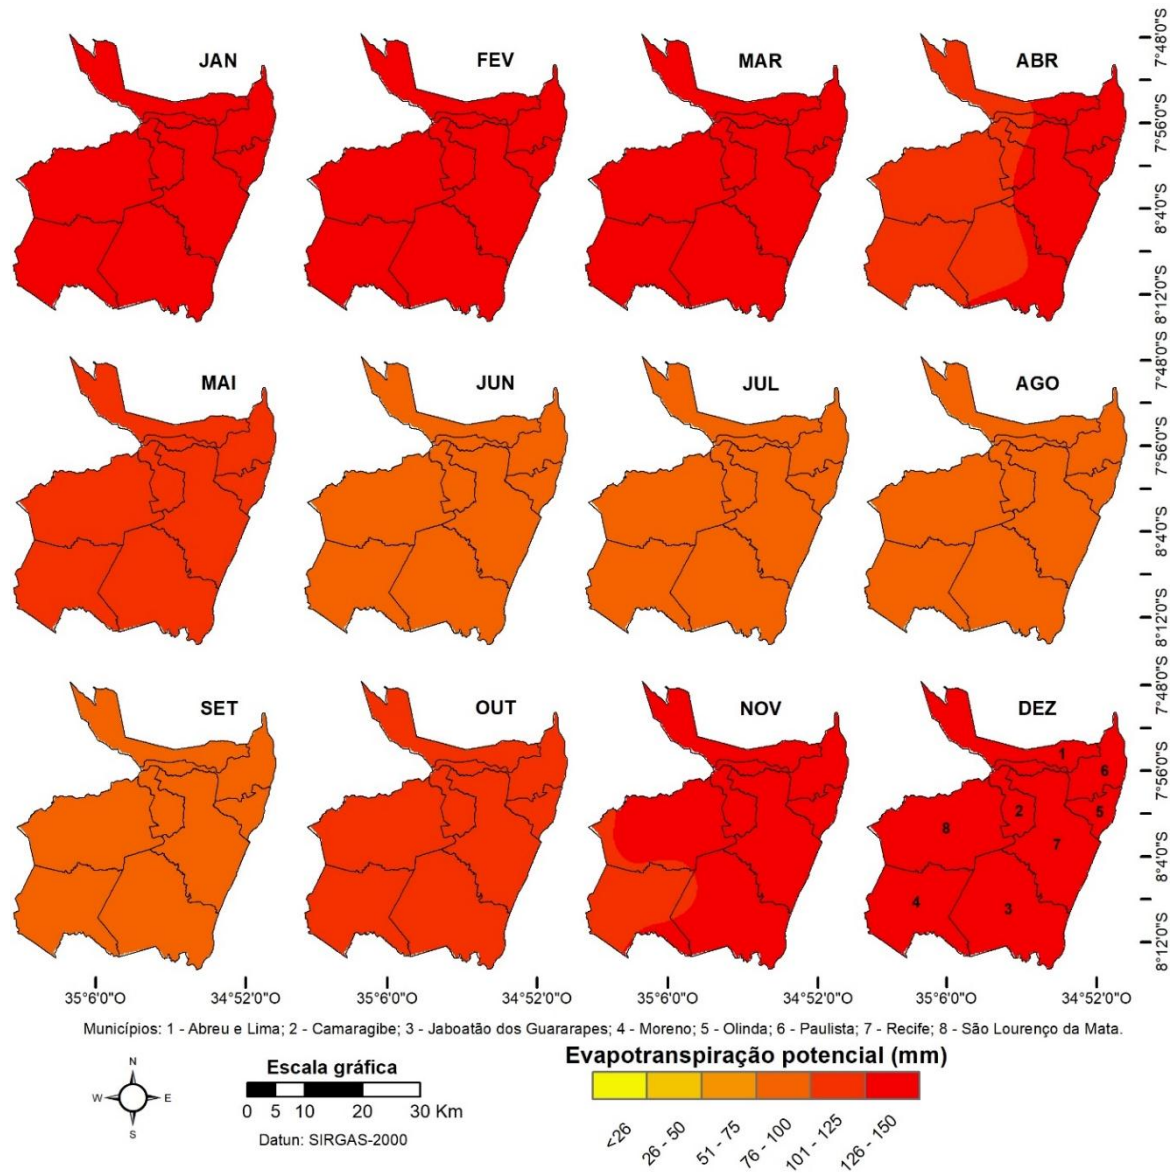 JAN FEV MAR ABR
7°48'0"S
7°56'0"S
8°4'0"S
8°12'0"S
MAI JUN JUL AGO
7°48'0"S
7°56'0"S
8°4'0"S
8°12'0"S
SET OUT NOV DEZ
7°48'0"S
7°56'0"S
8°4'0"S
8°12'0"S
1
6
2
5
8
7
4
3
35°6'0"O 34°52'0"O 35°6'0"O 34°52'0"O 35°6'0"O 34°52'0"O 35°6'0"O 34°52'0"O
Municípios: 1 - Abreu e Lima; 2 - Camaragibe; 3 - Jaboatão dos Guararapes; 4 - Moreno; 5 - Olinda; 6 - Paulista; 7 - Recife; 8 - São Lourenço da Mata.
N
W E
S
Escala gráfica
0 5 10 20 30 Km
Datun: SIRGAS-2000
Evapotranspiração potencial (mm)
<26 26 - 50 51 - 75 76 - 100 101 - 125 126 - 150